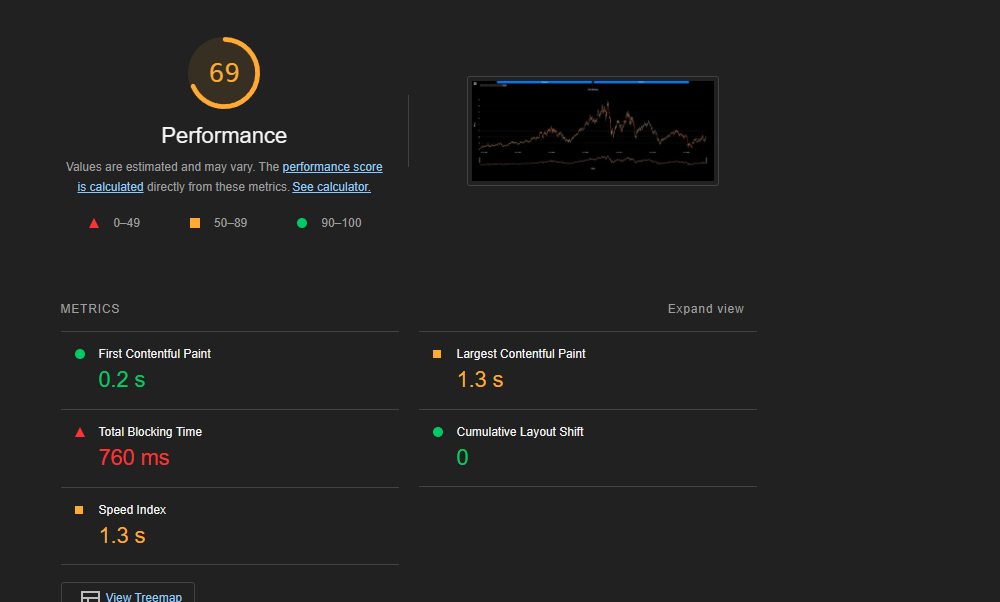 69
Performance
Values are estimated and may vary. The performance score
is calculated directly from these metrics. See calculator.
0–49
50–89
90–100
METRICS
Expand view
First Contentful Paint
0.2 s
Largest Contentful Paint
1.3 s
Total Blocking Time
760 ms
Cumulative Layout Shift
0
Speed Index
1.3 s
View Treemap